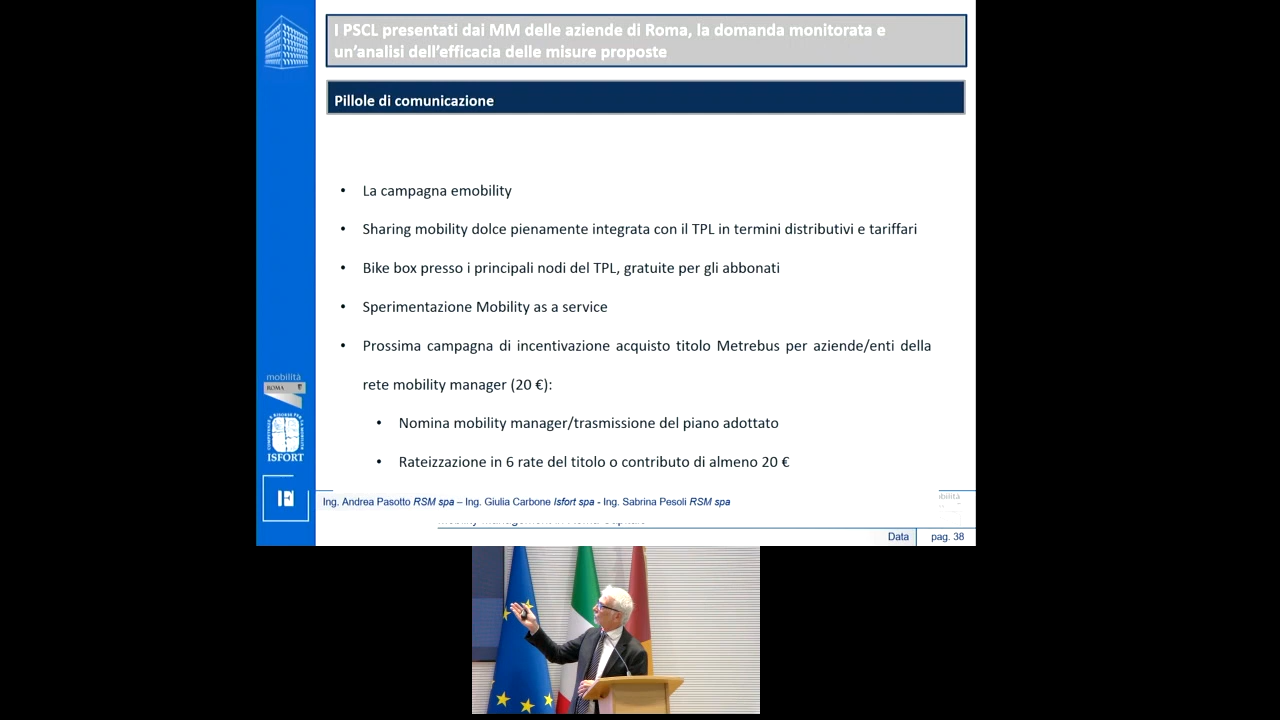 I PSCL presentati dai MM delle aziende di Roma, la domanda monitorata e
un'analisi dell'efficacia delle misure proposte
Pillole di comunicazione
• La campagna emobility
• Sharing mobility dolce pienamente integrata con il TPL in termini distributivi e tariffari
• Bike box presso i principali nodi del TPL, gratuite per gli abbonati
• Sperimentazione Mobility as a service
• Prossima campagna di incentivazione acquisto titolo Metrebus per aziende/enti della
rete mobility manager (20 €):
• Nomina mobility manager/trasmissione del piano adottato
• Rateizzazione in 6 rate del titolo o contributo di almeno 20 €
mobilità
ROMA
ISFORT
Ing. Andrea Pasotto RSM spa – Ing. Giulia Carbone Isfort spa - Ing. Sabrina Pesoli RSM spa
Data
pag. 38